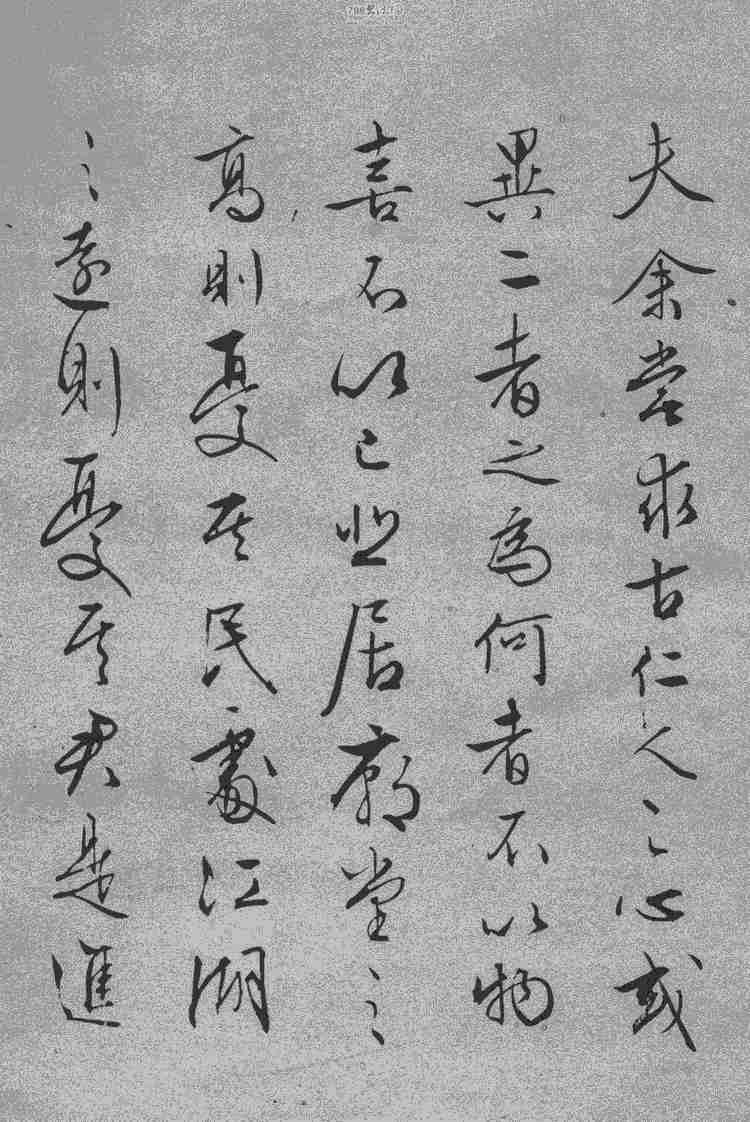 夫余嘗求古仁人之心或
異二者之為何者不以物
喜不以己悲居廟堂之
高則憂其民處江湖
之遠則憂其君是進